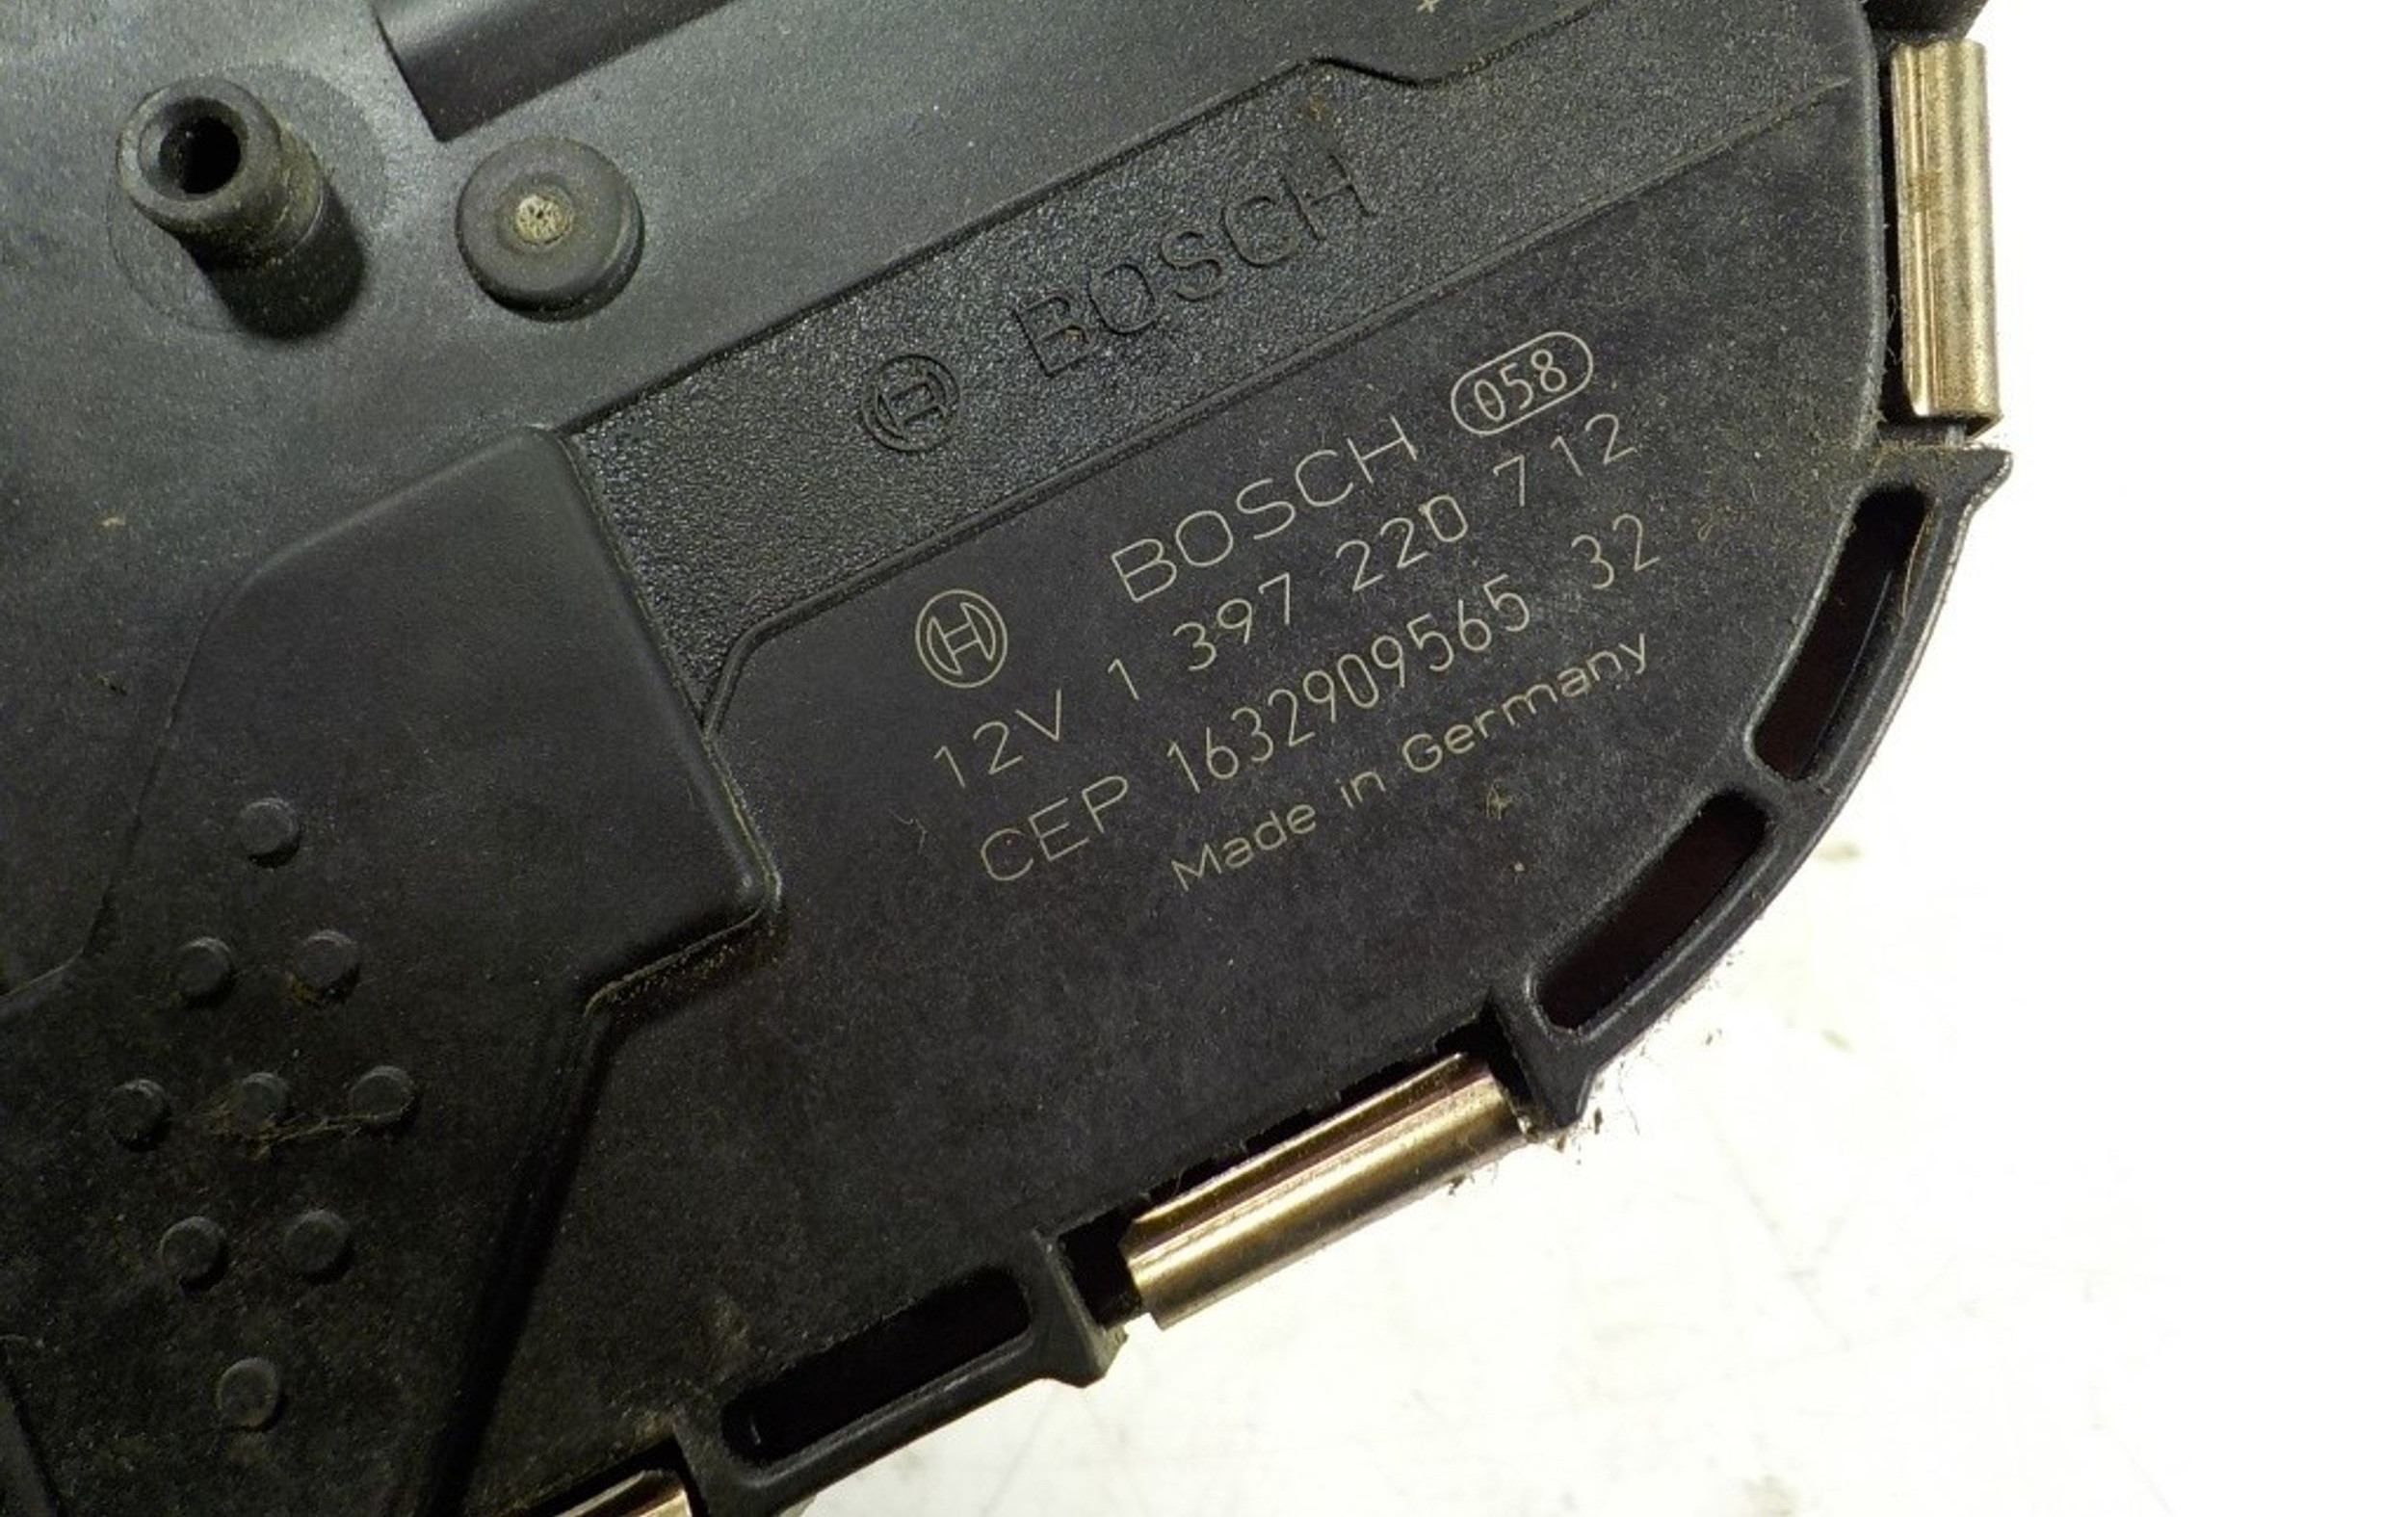 BOSCH
BOSCH 058
12V 1 397 220 712
CEP 1632909565 32
Made in Germany